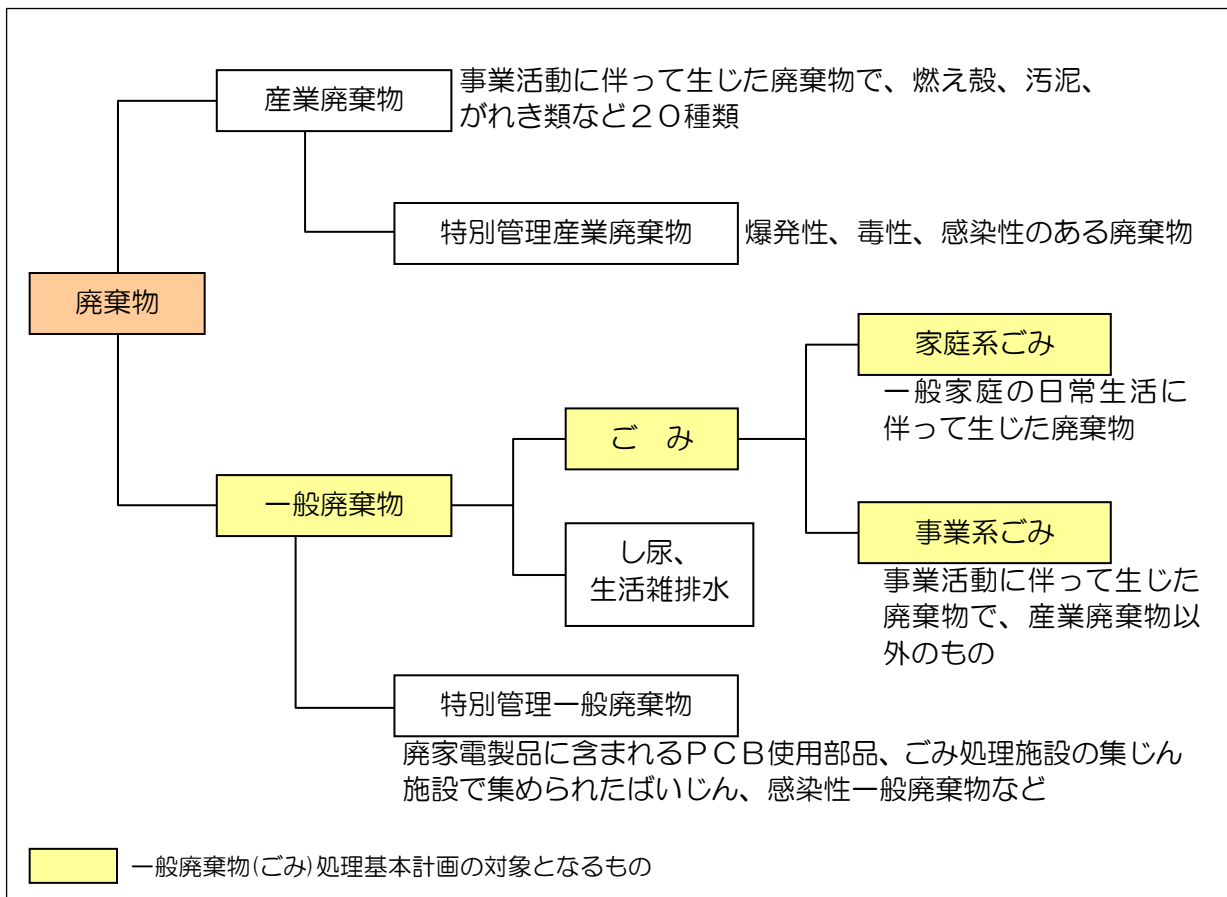 産業廃棄物
事業活動に伴って生じた廃棄物で、燃え殻、汚泥、
がれき類など２０種類
特別管理産業廃棄物
爆発性、毒性、感染性のある廃棄物
廃棄物
家庭系ごみ
一般家庭の日常生活に
伴って生じた廃棄物
ご　み
一般廃棄物
事業系ごみ
事業活動に伴って生じた
廃棄物で、産業廃棄物以
外のもの
し尿、
生活雑排水
特別管理一般廃棄物
廃家電製品に含まれるＰＣＢ使用部品、ごみ処理施設の集じん
施設で集められたばいじん、感染性一般廃棄物など
一般廃棄物(ごみ)処理基本計画の対象となるもの